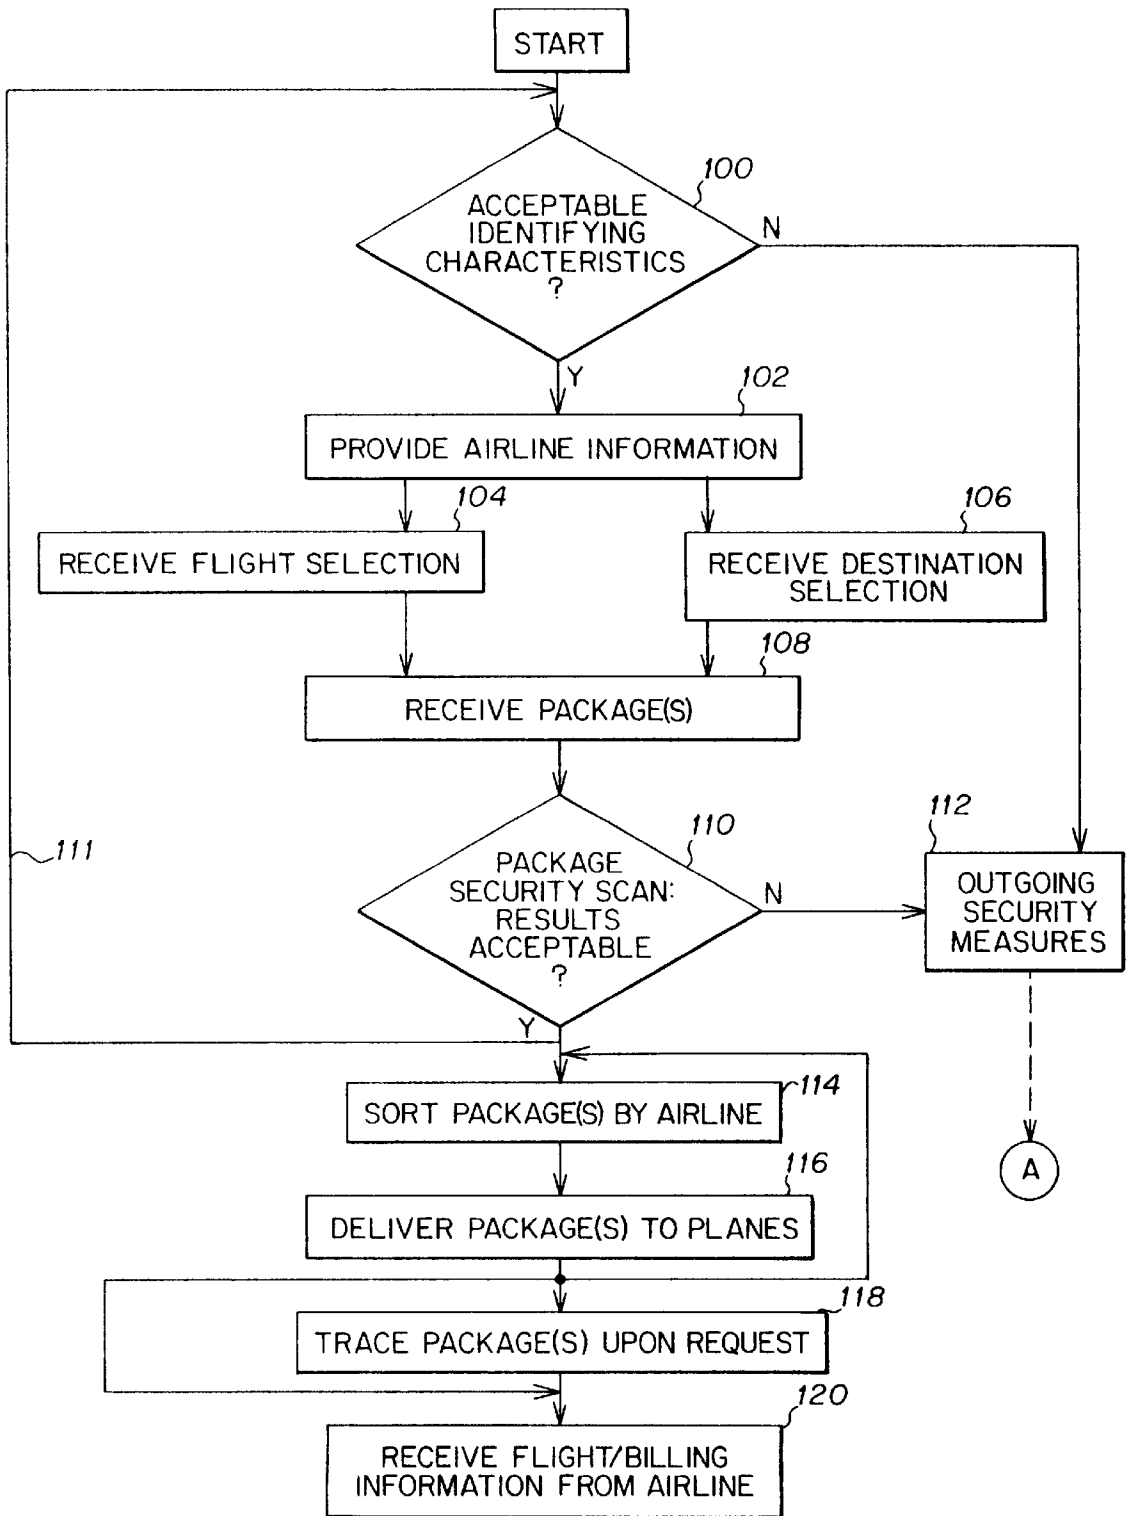 START
100
ACCEPTABLE
IDENTIFYING
CHARACTERISTICS
?
N
Y
102
PROVIDE AIRLINE INFORMATION
104
106
RECEIVE FLIGHT SELECTION
RECEIVE DESTINATION
SELECTION
108
RECEIVE PACKAGE(S)
110
112
111
PACKAGE
SECURITY SCAN:
RESULTS
ACCEPTABLE
?
N
OUTGOING
SECURITY
MEASURES
Y
114
SORT PACKAGE(S) BY AIRLINE
A
116
DELIVER PACKAGE(S) TO PLANES
118
TRACE PACKAGE(S) UPON REQUEST
120
RECEIVE FLIGHT/BILLING
INFORMATION FROM AIRLINE